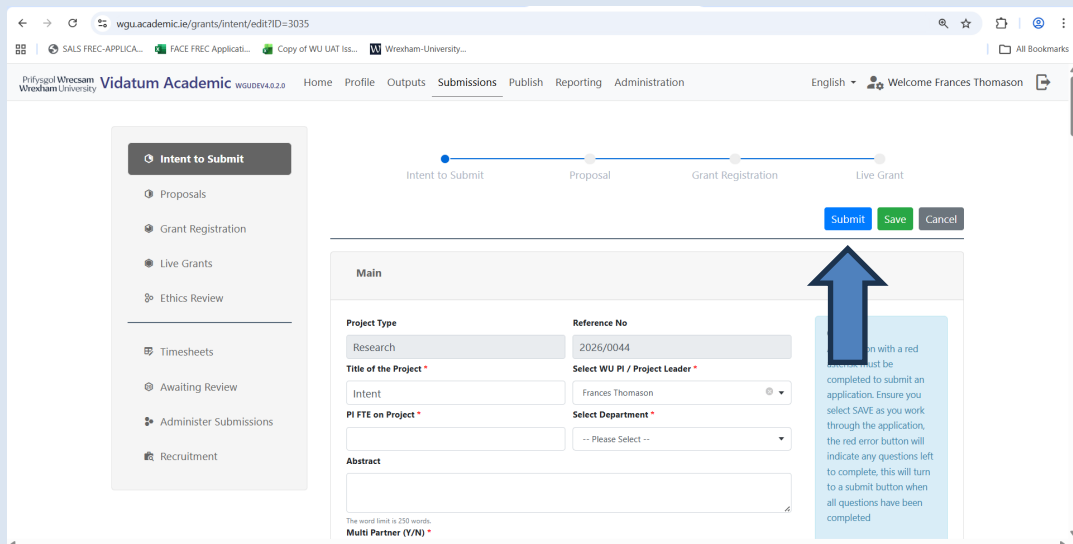 wgu.academic.ie/grants/intent/edit?ID=3035
SALS FREC-APPLICA... FACE FREC Applicati... Copy of WU UAT Iss... Wrexham-University... All Bookmarks
Prifysgol Wrecsam
Wrexham University
Vidatum Academic WGUDEV4.0.2.0 Home Profile Outputs Submissions Publish Reporting Administration English Welcome Frances Thomason
Intent to Submit
Proposals
Grant Registration
Live Grants
Ethics Review
Timesheets
Awaiting Review
Administer Submissions
Recruitment
Intent to Submit Proposal Grant Registration Live Grant
Submit Save Cancel
Main
Project Type Reference No
Research 2026/0044
Title of the Project * Select WU PI / Project Leader *
Intent Frances Thomason
PI FTE on Project * Select Department *
-- Please Select --
Abstract
The word limit is 250 words.
Multi Partner (Y/N) *
with a red
must be
completed to submit an
application. Ensure you
select SAVE as you work
through the application,
the red error button will
indicate any questions left
to complete, this will turn
to a submit button when
all questions have been
completed